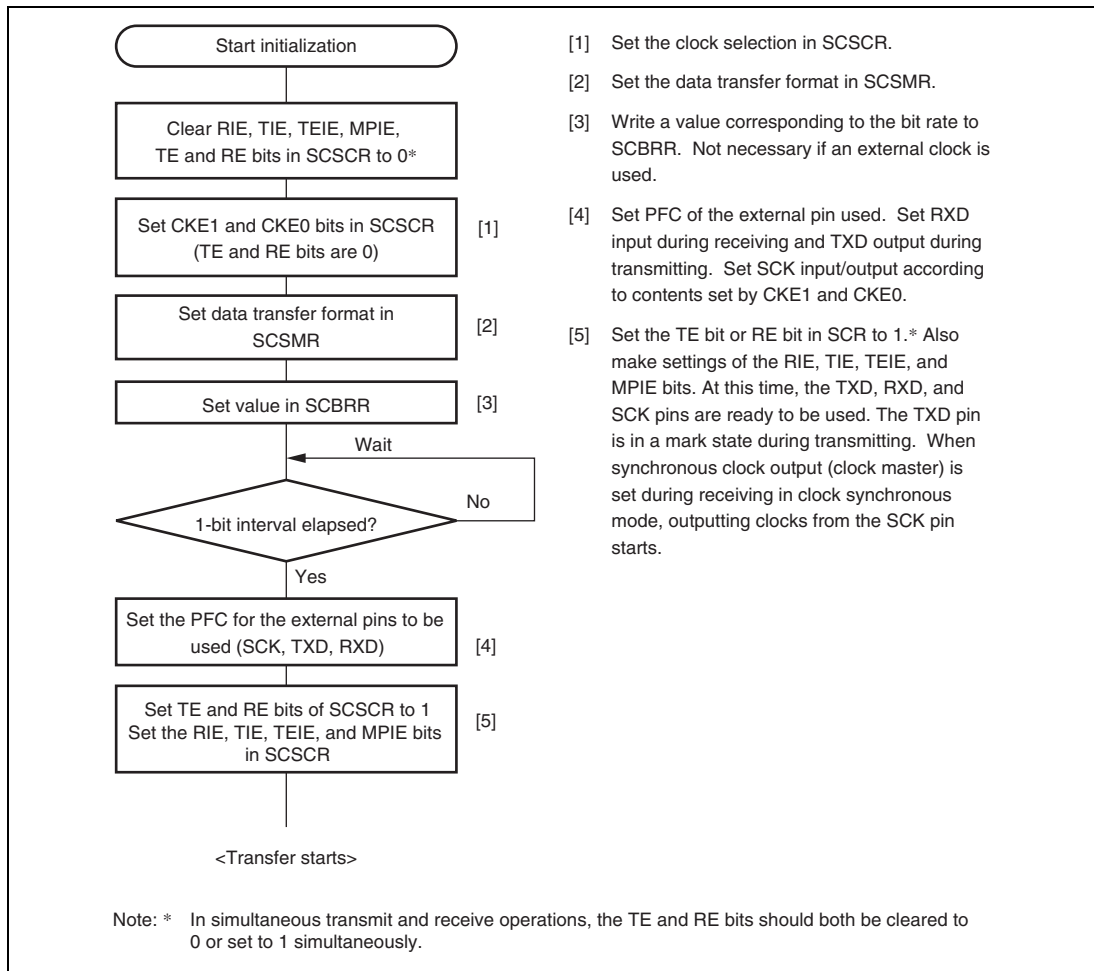 Start initialization
Clear RIE, TIE, TEIE, MPIE,
TE and RE bits in SCSCR to 0*
Set CKE1 and CKE0 bits in SCSCR
(TE and RE bits are 0)
[1]
Set data transfer format in
SCSMR
[2]
Set value in SCBRR
[3]
Wait
No
1-bit interval elapsed?
Yes
Set the PFC for the external pins to be
used (SCK, TXD, RXD)
[4]
Set TE and RE bits of SCSCR to 1
Set the RIE, TIE, TEIE, and MPIE bits
in SCSCR
[5]
<Transfer starts>
[1] Set the clock selection in SCSCR.
[2] Set the data transfer format in SCSMR.
[3] Write a value corresponding to the bit rate to
SCBRR. Not necessary if an external clock is
used.
[4] Set PFC of the external pin used. Set RXD
input during receiving and TXD output during
transmitting. Set SCK input/output according
to contents set by CKE1 and CKE0.
[5] Set the TE bit or RE bit in SCR to 1.* Also
make settings of the RIE, TIE, TEIE, and
MPIE bits. At this time, the TXD, RXD, and
SCK pins are ready to be used. The TXD pin
is in a mark state during transmitting. When
synchronous clock output (clock master) is
set during receiving in clock synchronous
mode, outputting clocks from the SCK pin
starts.
Note: * In simultaneous transmit and receive operations, the TE and RE bits should both be cleared to
0 or set to 1 simultaneously.